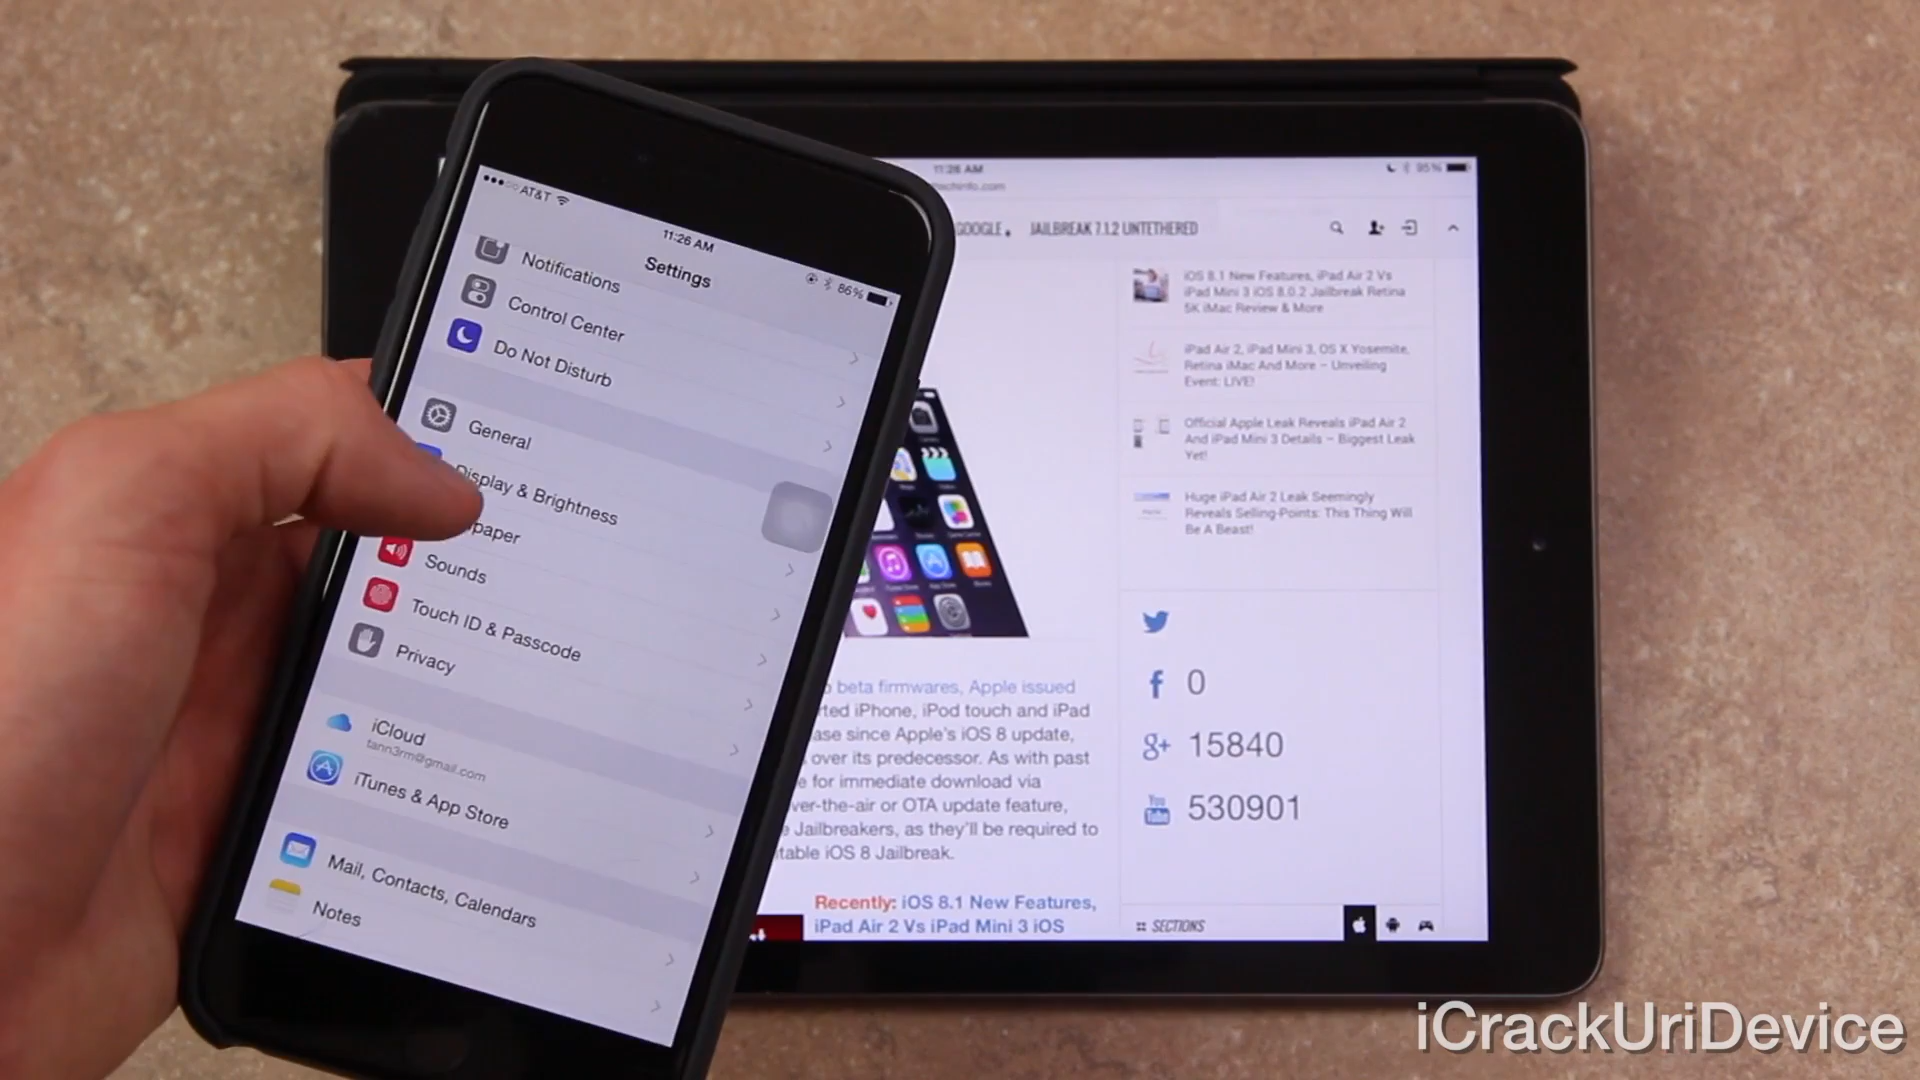 AT&T
11:26 AM
86%
Settings
Notifications
Control Center
Do Not Disturb
General
Display & Brightness
paper
Sounds
Touch ID & Passcode
Privacy
iCloud
tann3rm@gmail.com
iTunes & App Store
Mail, Contacts, Calendars
Notes
11:26 AM
95%
GOOGLE
JAILBREAK 7.1.2 UNTETHERED
iOS 8.1 New Features, iPad Air 2 Vs
iPad Mini 3 iOS 8.0.2 Jailbreak Retina
5K iMac Review & More
iPad Air 2, iPad Mini 3, OS X Yosemite,
Retina iMac And More – Unveiling
Event: LIVE!
Official Apple Leak Reveals iPad Air 2
And iPad Mini 3 Details – Biggest Leak
Yet!
Huge iPad Air 2 Leak Seemingly
Reveals Selling-Points: This Thing Will
Be A Beast!
0
15840
You
Tube
530901
SECTIONS
beta firmwares, Apple issued
rted iPhone, iPod touch and iPad
ase since Apple's iOS 8 update,
over its predecessor. As with past
e for immediate download via
ver-the-air or OTA update feature,
e Jailbreakers, as they'll be required to
table iOS 8 Jailbreak.
Recently: iOS 8.1 New Features,
iPad Air 2 Vs iPad Mini 3 iOS
iCrackUriDevice